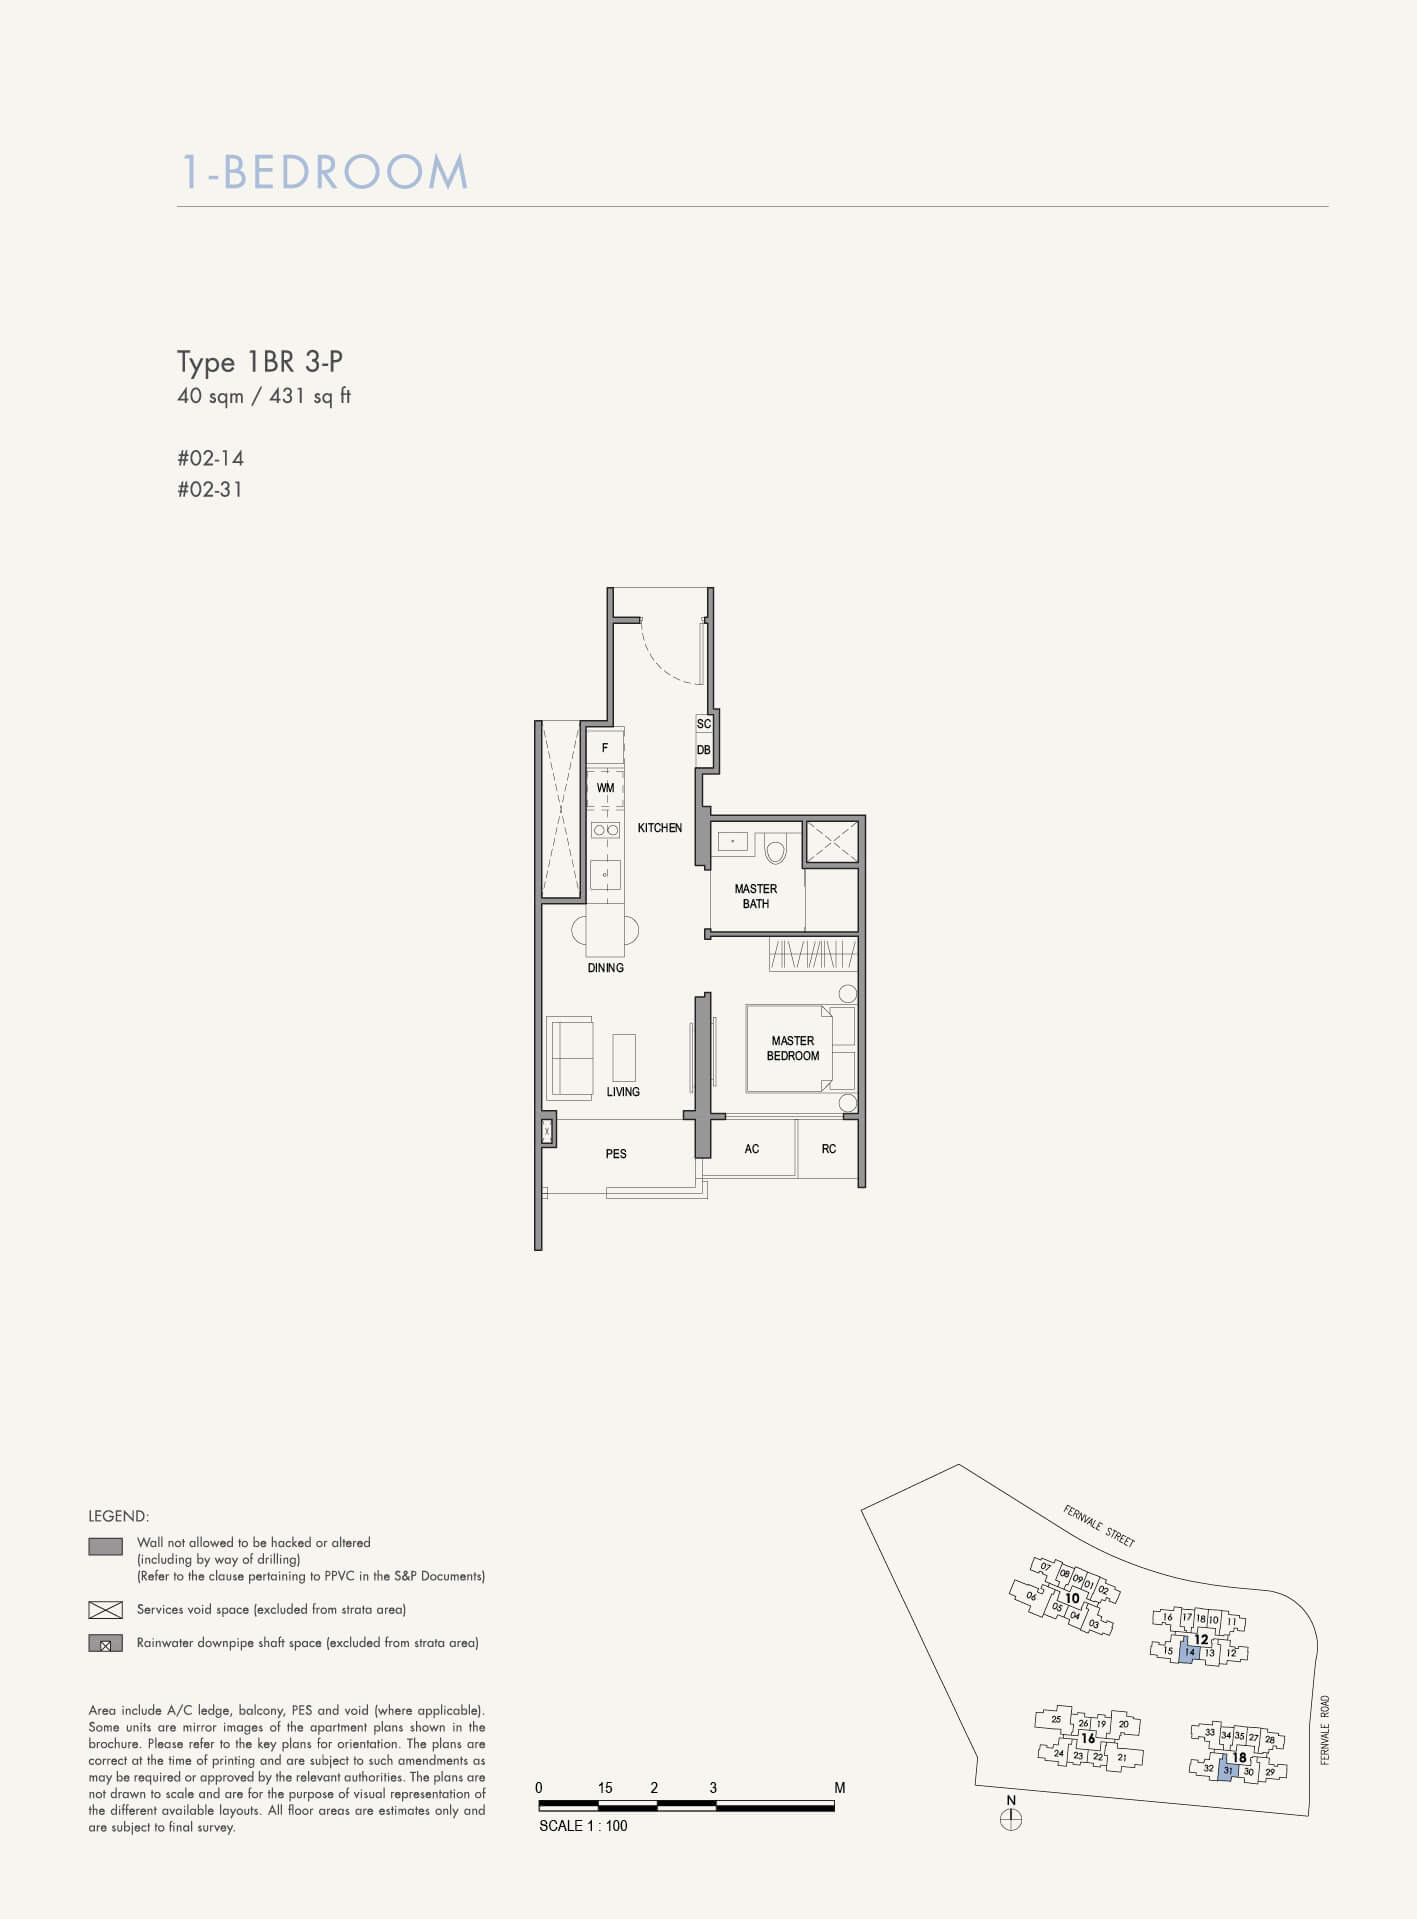 1-BEDROOM
Type 1BR 3-P
40 sqm / 431 sq ft
#02-14
#02-31
SC
DB
F
WM
KITCHEN
MASTER
BATH
DINING
MASTER
BEDROOM
LIVING
PES
AC
RC
LEGEND:
Wall not allowed to be hacked or altered
(including by way of drilling)
(Refer to the clause pertaining to PPVC in the S&P Documents)
Services void space (excluded from strata area)
Rainwater downpipe shaft space (excluded from strata area)
Area include A/C ledge, balcony, PES and void (where applicable).
Some units are mirror images of the apartment plans shown in the
brochure. Please refer to the key plans for orientation. The plans are
correct at the time of printing and are subject to such amendments as
may be required or approved by the relevant authorities. The plans are
not drawn to scale and are for the purpose of visual representation of
the different available layouts. All floor areas are estimates only and
are subject to final survey.
0 15 2 3 M
SCALE 1 : 100
FERNVALE STREET
07 08 09 01 02
10
06 05 04 03
16 17 18 10 11
12
15 14 13 12
25 26 19 20
16
24 23 22 21
33 34 35 27 28
18
32 31 30 29
FERNVALE ROAD
N